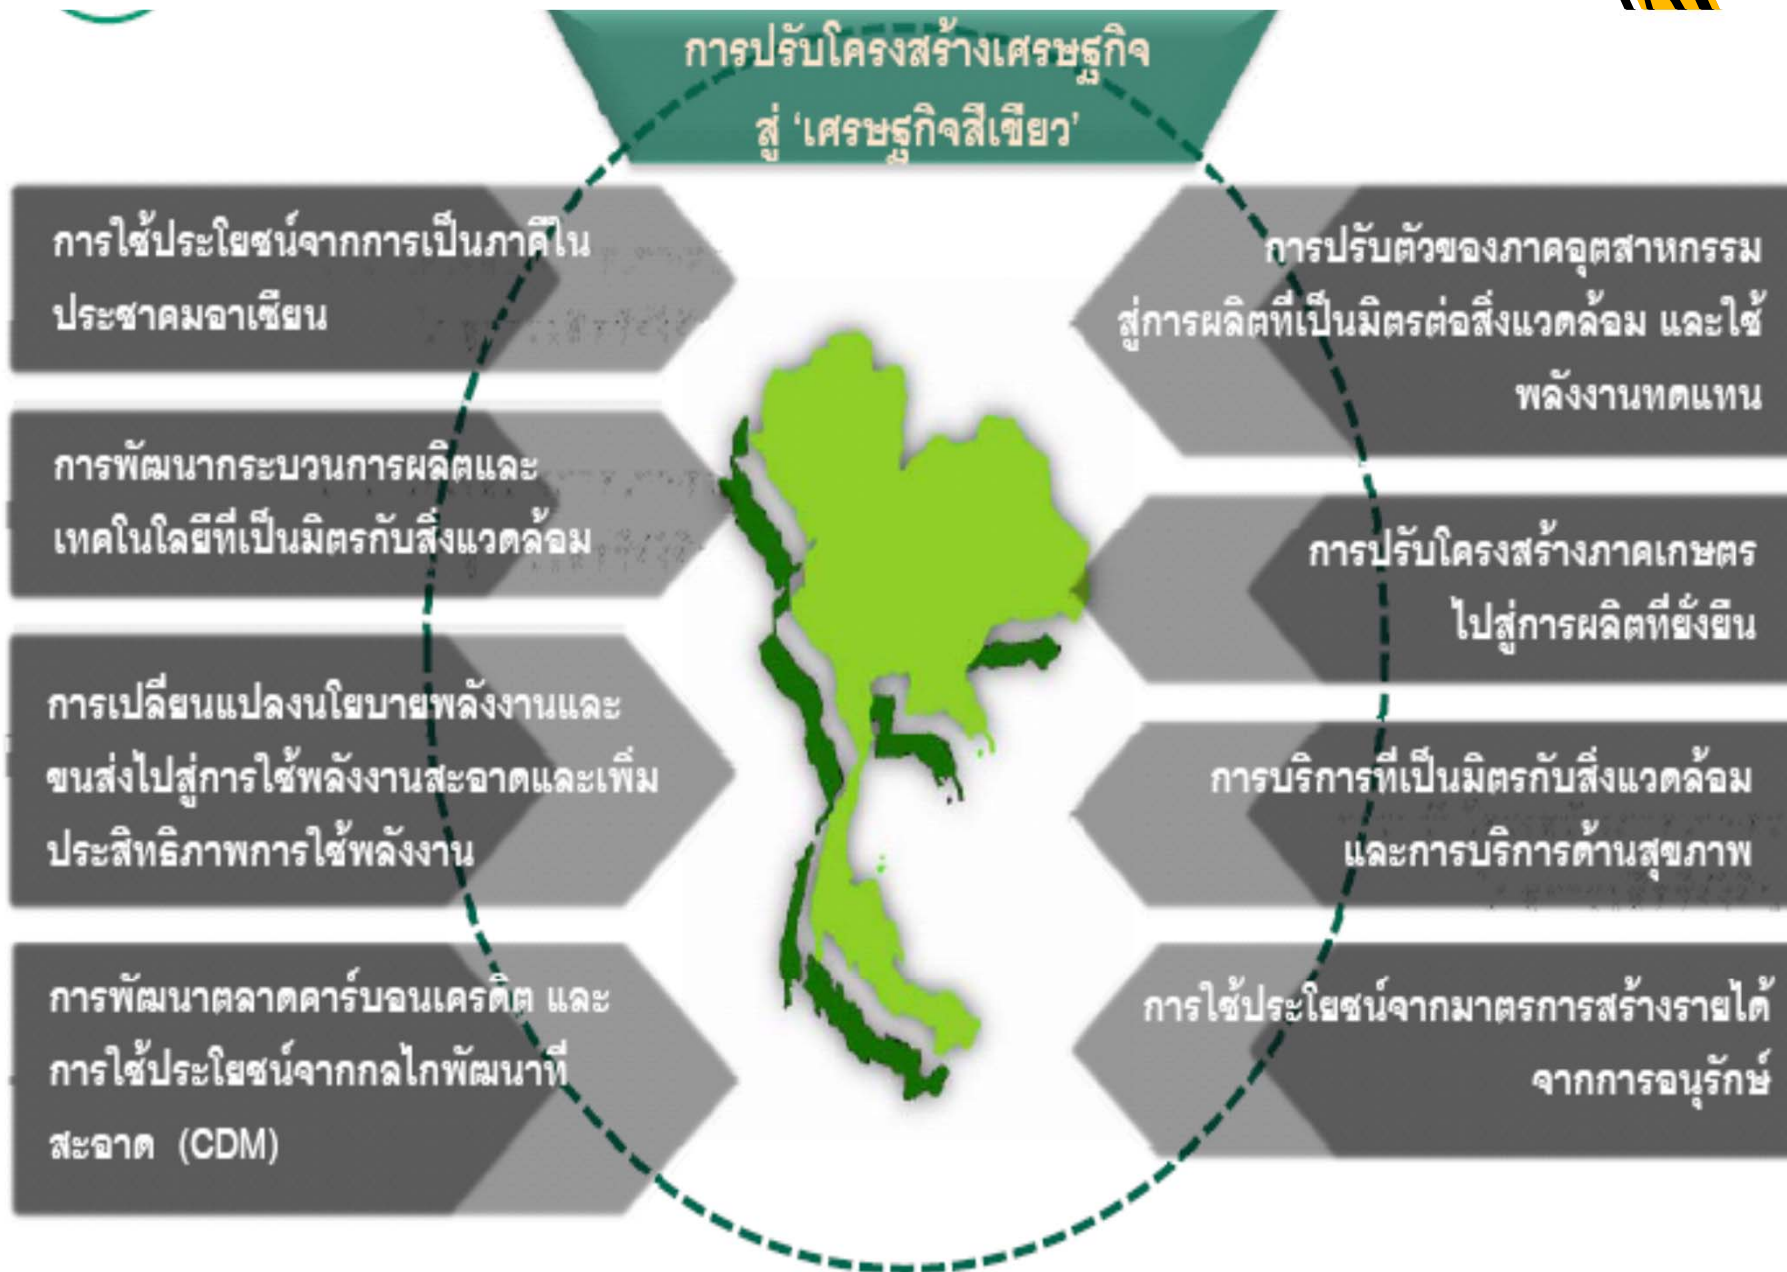 การปรับโครงสร้างเศรษฐกิจ
สู่ ‘เศรษฐกิจสีเขียว’
การใช้ประโยชน์จากการเป็นภาคีใน
ประชาคมอาเซียน
การพัฒนากระบวนการผลิตและ
เทคโนโลยีที่เป็นมิตรกับสิ่งแวดล้อม
การเปลี่ยนแปลงนโยบายพลังงานและ
ขนส่งไปสู่การใช้พลังงานสะอาดและเพิ่ม
ประสิทธิภาพการใช้พลังงาน
การพัฒนาตลาดคาร์บอนเครดิต และ
การใช้ประโยชน์จากกลไกพัฒนาที่
สะอาด (CDM)
การปรับตัวของภาคอุตสาหกรรม
สู่การผลิตที่เป็นมิตรต่อสิ่งแวดล้อม และใช้
พลังงานทดแทน
การปรับโครงสร้างภาคเกษตร
ไปสู่การผลิตที่ยั่งยืน
การบริการที่เป็นมิตรกับสิ่งแวดล้อม
และการบริการด้านสุขภาพ
การใช้ประโยชน์จากมาตรการสร้างรายได้
จากการอนุรักษ์